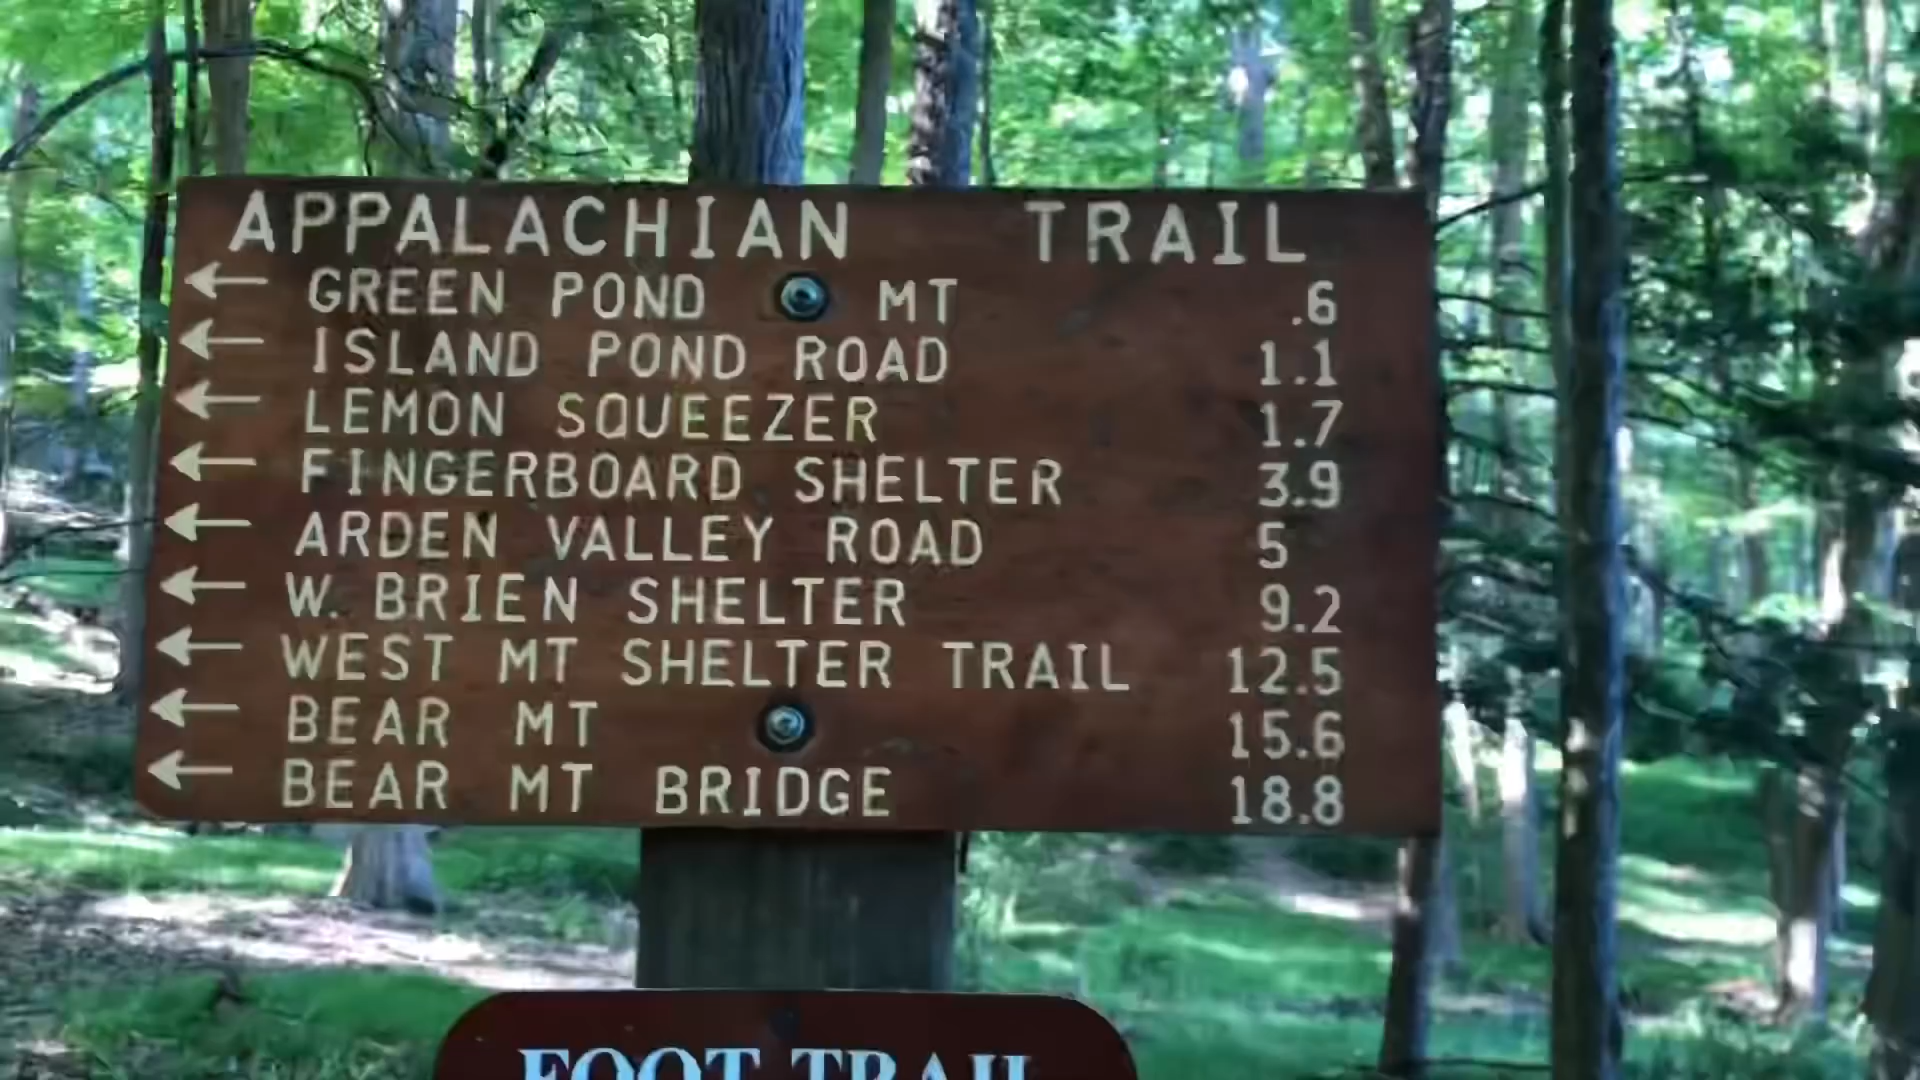 APPALACHIAN TRAIL
← GREEN POND MT .6
← ISLAND POND ROAD 1.1
← LEMON SQUEEZER 1.7
← FINGERBOARD SHELTER 3.9
← ARDEN VALLEY ROAD 5
← W. BRIEN SHELTER 9.2
← WEST MT SHELTER TRAIL 12.5
← BEAR MT 15.6
← BEAR MT BRIDGE 18.8
FOOT TRAIL